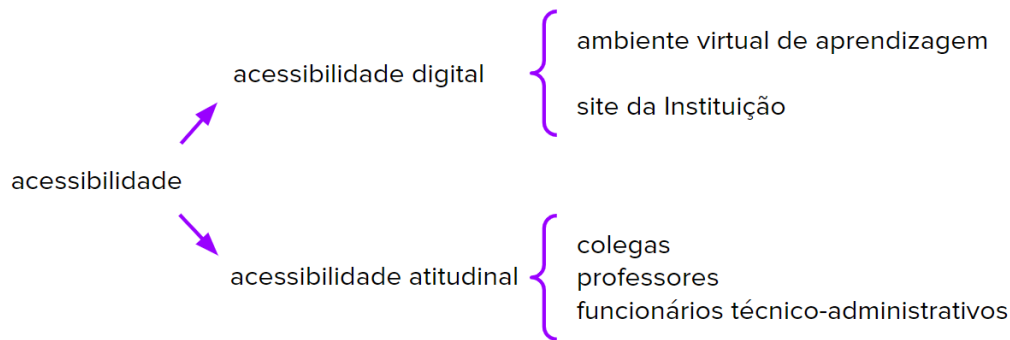 acessibilidade
acessibilidade digital
ambiente virtual de aprendizagem
site da Instituição
acessibilidade atitudinal
colegas
professores
funcionários técnico-administrativos